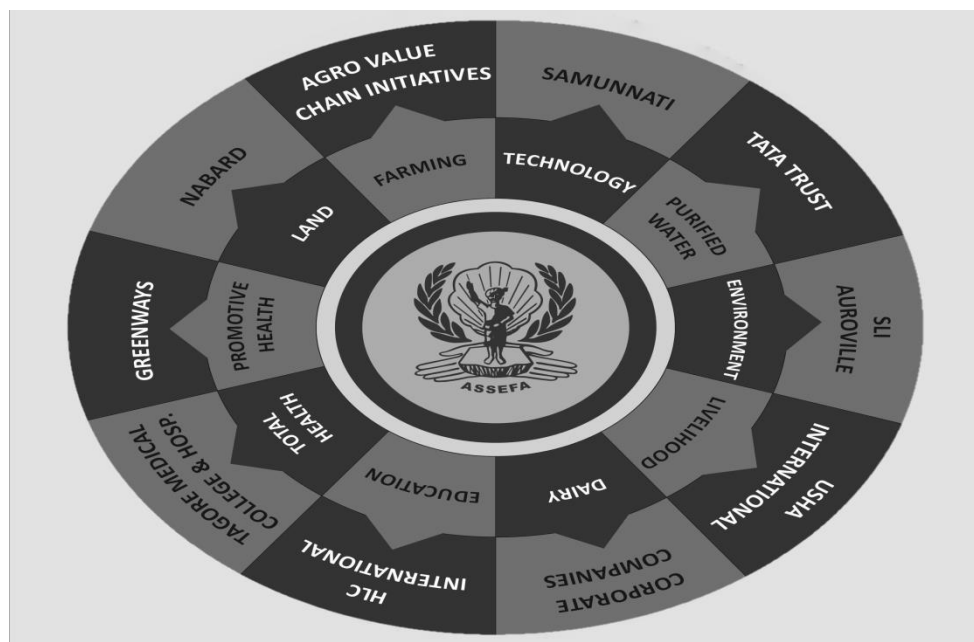 AGRO VALUE
CHAIN INITIATIVES
SAMUNNATI
TATA TRUST
SLI
AUROVILLE
USHA
INTERNATIONAL
CORPORATE
COMPANIES
HLC
INTERNATIONAL
TAGORE MEDICAL
COLLEGE & HOSP.
GREENWAYS
NABARD
FARMING
TECHNOLOGY
PURIFIED
WATER
ENVIRONMENT
LIVELIHOOD
DAIRY
EDUCATION
TOTAL
HEALTH
PROMOTIVE
HEALTH
LAND
ASSEFA